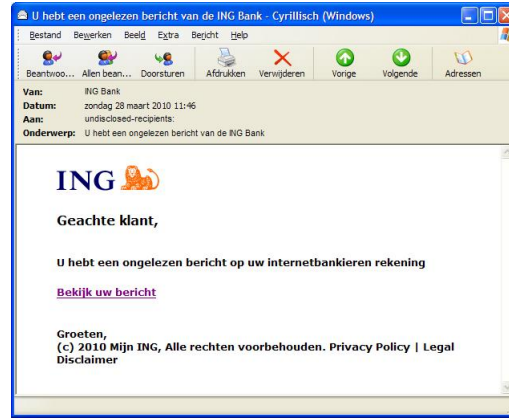 U hebt een ongelezen bericht van de ING Bank - Cyrillisch (Windows)
Bestand Bewerken Beeld Extra Bericht Help
Beantwoo... Allen bean... Doorsturen Afdrukken Verwijderen Vorige Volgende Adressen
Van: ING Bank
Datum: zondag 28 maart 2010 11:46
Aan: undisclosed-recipients:
Onderwerp: U hebt een ongelezen bericht van de ING Bank
ING
Geachte klant,
U hebt een ongelezen bericht op uw internetbankieren rekening
Bekijk uw bericht
Groeten,
(c) 2010 Mijn ING, Alle rechten voorbehouden. Privacy Policy | Legal
Disclaimer